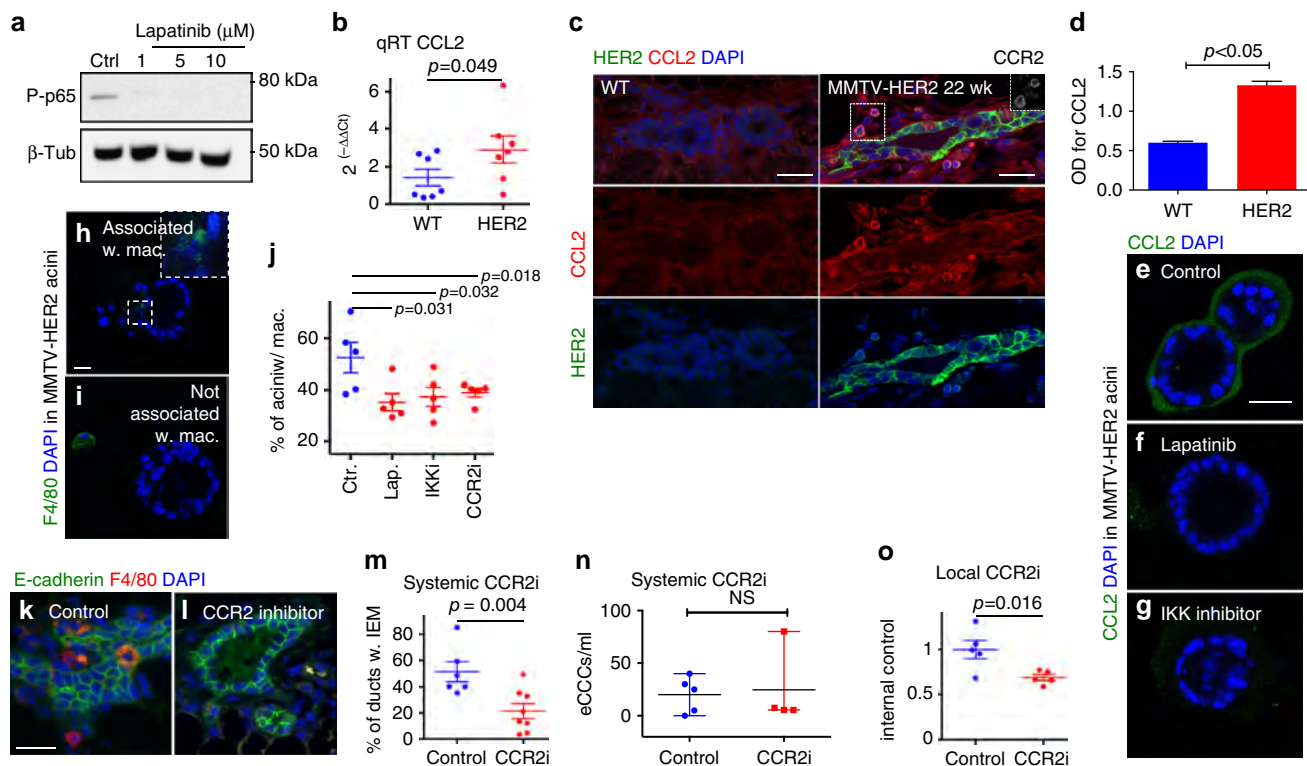 a
Lapatinib (μM)
Ctrl 1 5 10
P-p65
80 kDa
β-Tub
50 kDa
b
qRT CCL2
p=0.049
2 (−ΔΔCt)
6
4
2
0
WT HER2
c
HER2 CCL2 DAPI CCR2
WT
MMTV-HER2 22 wk
CCL2
HER2
d
p<0.05
OD for CCL2
1.5
1.0
0.5
0.0
WT HER2
CCL2 DAPI
e Control
f Lapatinib
g IKK inhibitor
CCL2 DAPI in MMTV-HER2 acini
h Associated
w. mac.
i Not
associated
w. mac.
F4/80 DAPI in MMTV-HER2 acini
j
p=0.018
p=0.032
p=0.031
% of aciniw/ mac.
60
40
20
Ctr. Lap. IKKi CCR2i
E-cadherin F4/80 DAPI
k Control
l CCR2 inhibitor
m
Systemic CCR2i
p = 0.004
% of ducts w. IEM
80
60
40
20
0
Control CCR2i
n
Systemic CCR2i
NS
eCCCs/ml
100
50
0
Control CCR2i
o
Local CCR2i
p=0.016
internal control
1
0.5
0
Control CCR2i